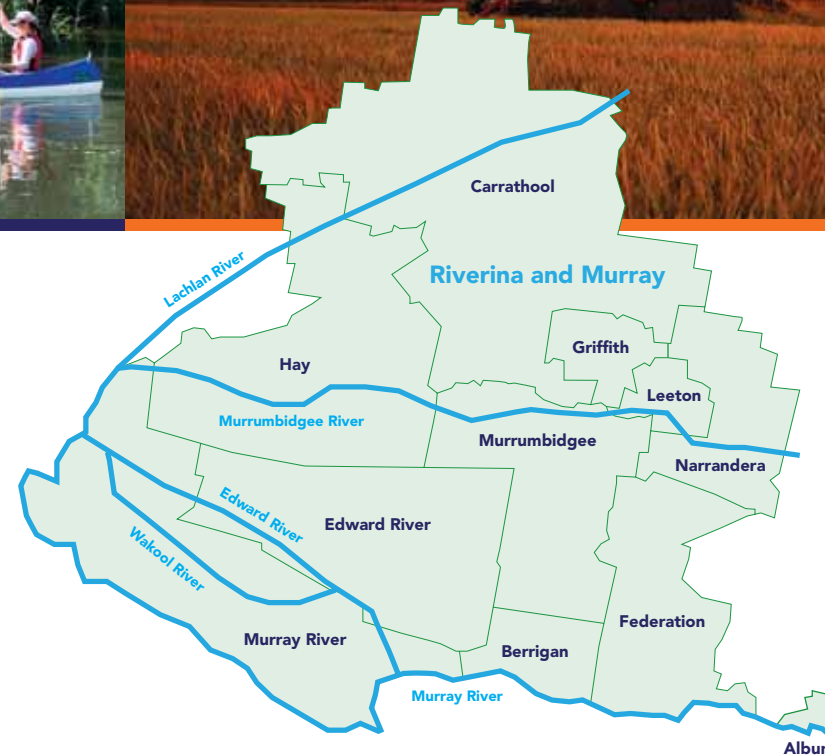 Carrathool
Lachlan River
Riverina and Murray
Griffith
Hay
Leeton
Murrumbidgee River
Murrumbidgee
Narrandera
Edward River
Edward River
Wakool River
Federation
Murray River
Berrigan
Murray River